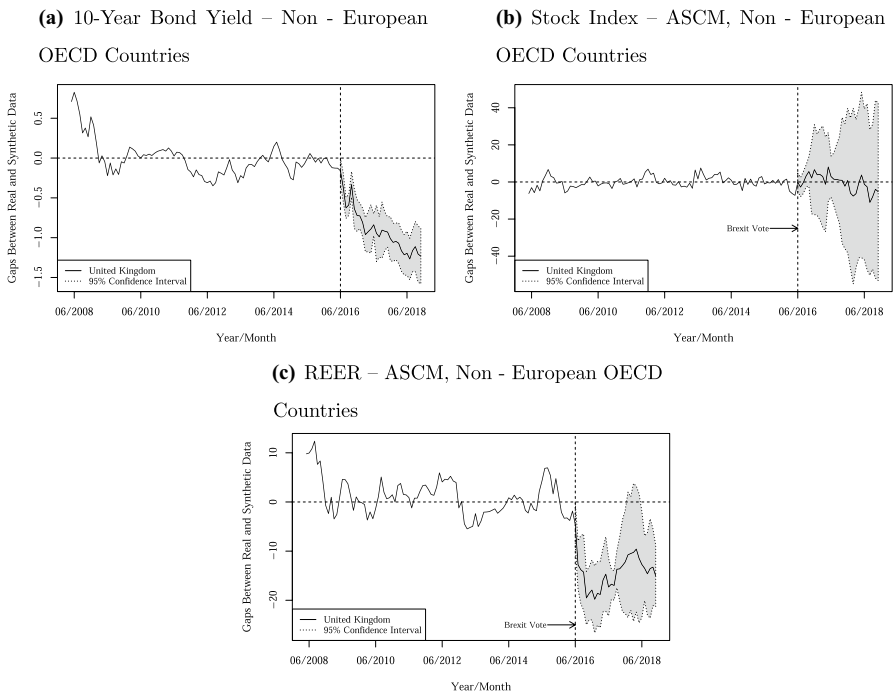 (a) 10-Year Bond Yield – Non - European
OECD Countries
Gaps Between Real and Synthetic Data
0.5
0.0
−0.5
−1.0
−1.5
United Kingdom
95% Confidence Interval
06/2008 06/2010 06/2012 06/2014 06/2016 06/2018
Year/Month
(b) Stock Index – ASCM, Non - European
OECD Countries
Gaps Between Real and Synthetic Data
40
20
0
−20
−40
Brexit Vote
United Kingdom
95% Confidence Interval
06/2008 06/2010 06/2012 06/2014 06/2016 06/2018
Year/Month
(c) REER – ASCM, Non - European OECD
Countries
Gaps Between Real and Synthetic Data
10
0
−10
−20
Brexit Vote
United Kingdom
95% Confidence Interval
06/2008 06/2010 06/2012 06/2014 06/2016 06/2018
Year/Month